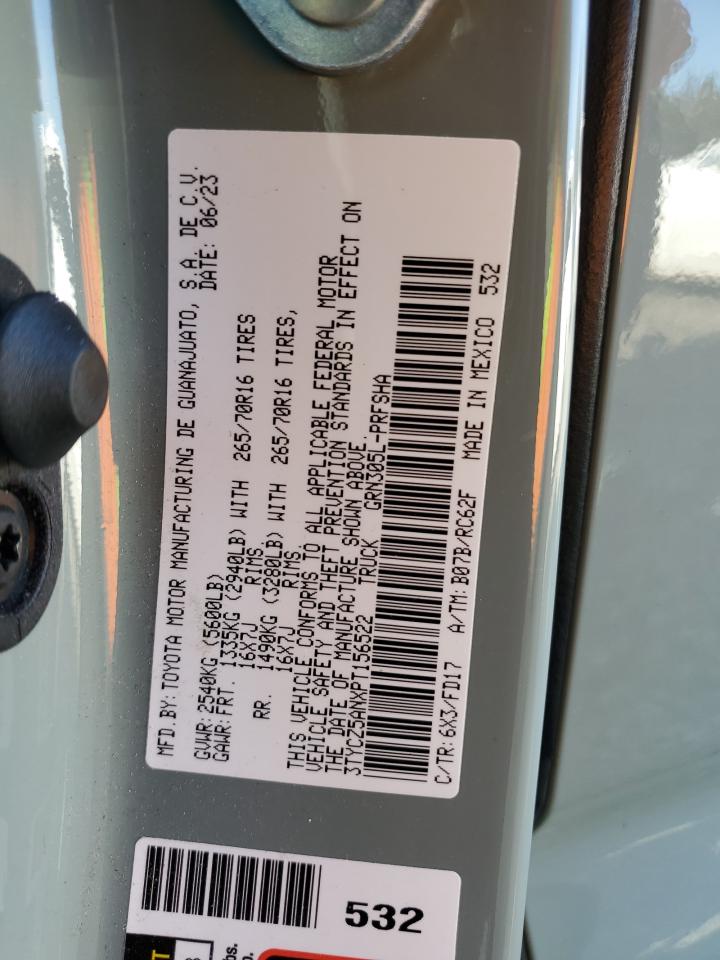 MFD.BY:TOYOTA MOTOR MANUFACTURING DE GUANAJUATO, S.A. DE C.V.
DATE: 06/23
GVWR:2540KG (5600LB)
GAWR:FRT. 1335KG (2940LB) WITH 265/70R16 TIRES
16X7J RIMS
RR. 1490KG (3280LB) WITH 265/70R16 TIRES,
16X7J RIMS
THIS VEHICLE CONFORMS TO ALL APPLICABLE FEDERAL MOTOR
VEHICLE SAFETY AND THEFT PREVENTION STANDARDS IN EFFECT ON
THE DATE OF MANUFACTURE SHOWN ABOVE.
3TYCZ5ANXPT156522 TRUCK GRN305L-PRFSHA
C/TR:6X3/FD17 A/TM:B07B/RC62F MADE IN MEXICO 532
532